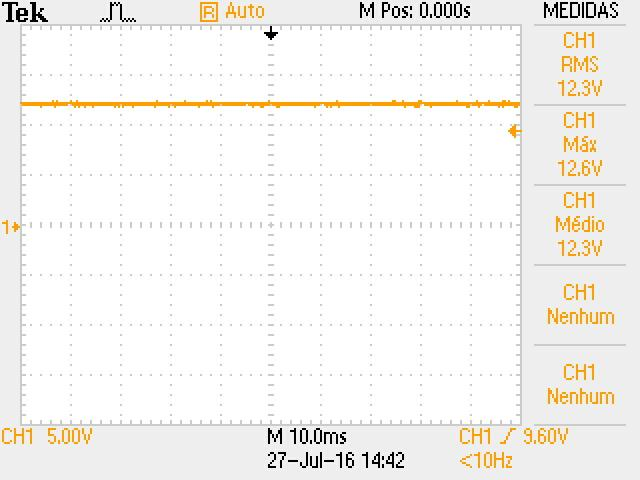 Tek R Auto M Pos: 0.000s MEDIDAS
CH1
RMS
12.3V
CH1
Máx
12.6V
CH1
Médio
12.3V
CH1
Nenhum
CH1
Nenhum
1
CH1 5.00V M 10.0ms CH1 9.60V
27-Jul-16 14:42 <10Hz